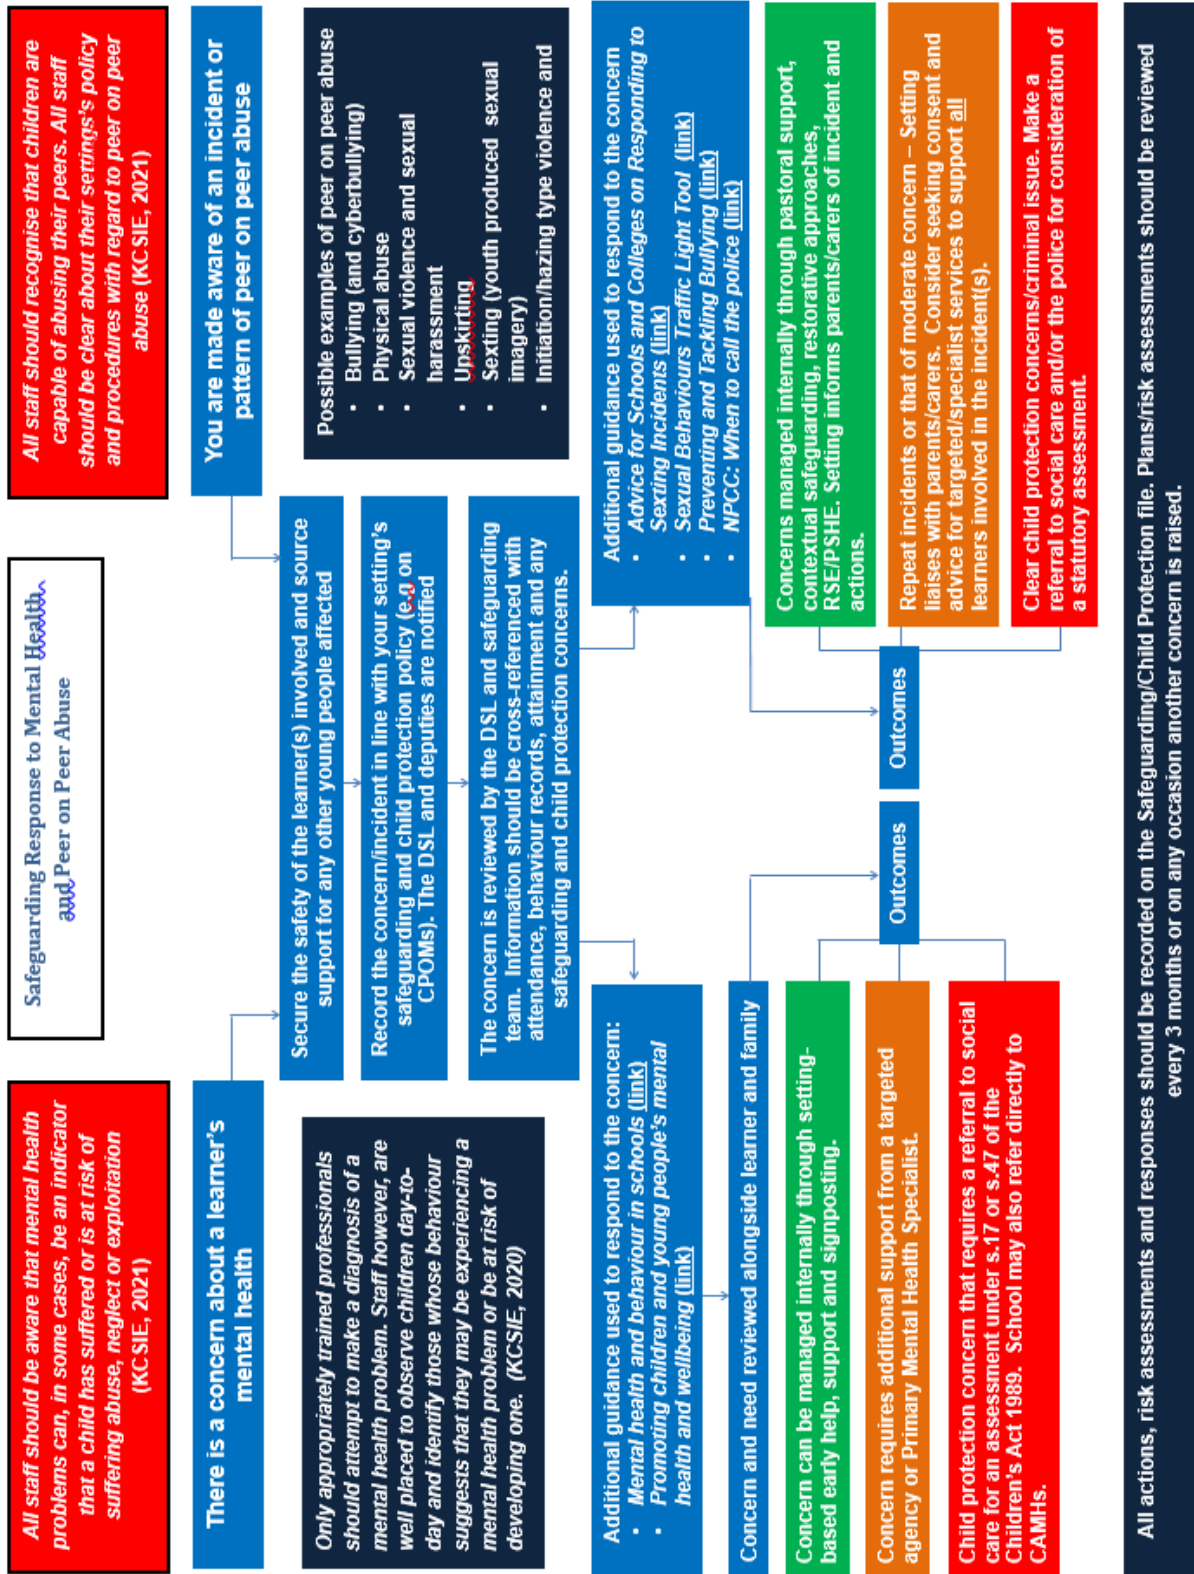 Safeguarding Response to Mental Health
and Peer on Peer Abuse
All staff should be aware that mental health
problems can, in some cases, be an indicator
that a child has suffered or is at risk of
suffering abuse, neglect or exploitation
(KCSIE, 2021)
All staff should recognise that children are
capable of abusing their peers. All staff
should be clear about their settings's policy
and procedures with regard to peer on peer
abuse (KCSIE, 2021)
There is a concern about a learner's
mental health
You are made aware of an incident or
pattern of peer on peer abuse
Secure the safety of the learner(s) involved and source
support for any other young people affected
Record the concern/incident in line with your setting's
safeguarding and child protection policy (e.g on
CPOMs). The DSL and deputies are notified
The concern is reviewed by the DSL and safeguarding
team. Information should be cross-referenced with
attendance, behaviour records, attainment and any
safeguarding and child protection concerns.
Only appropriately trained professionals
should attempt to make a diagnosis of a
mental health problem. Staff however, are
well placed to observe children day-to-
day and identify those whose behaviour
suggests that they may be experiencing a
mental health problem or be at risk of
developing one. (KCSIE, 2020)
Possible examples of peer on peer abuse
• Bullying (and cyberbullying)
• Physical abuse
• Sexual violence and sexual
harassment
• Upskirting
• Sexting (youth produced sexual
imagery)
• Initiation/hazing type violence and
Additional guidance used to respond to the concern:
• Mental health and behaviour in schools (link)
• Promoting children and young people's mental
health and wellbeing (link)
Concern and need reviewed alongside learner and family
Outcomes
Concern can be managed internally through setting-
based early help, support and signposting.
Concern requires additional support from a targeted
agency or Primary Mental Health Specialist.
Child protection concern that requires a referral to social
care for an assessment under s.17 or s.47 of the
Children's Act 1989. School may also refer directly to
CAMHs.
Additional guidance used to respond to the concern
• Advice for Schools and Colleges on Responding to
Sexting Incidents (link)
• Sexual Behaviours Traffic Light Tool (link)
• Preventing and Tackling Bullying (link)
• NPCC: When to call the police (link)
Outcomes
Concerns managed internally through pastoral support,
contextual safeguarding, restorative approaches,
RSE/PSHE. Setting informs parents/carers of incident and
actions.
Repeat incidents or that of moderate concern – Setting
liaises with parents/carers. Consider seeking consent and
advice for targeted/specialist services to support all
learners involved in the incident(s).
Clear child protection concerns/criminal issue. Make a
referral to social care and/or the police for consideration of
a statutory assessment.
All actions, risk assessments and responses should be recorded on the Safeguarding/Child Protection file. Plans/risk assessments should be reviewed
every 3 months or on any occasion another concern is raised.